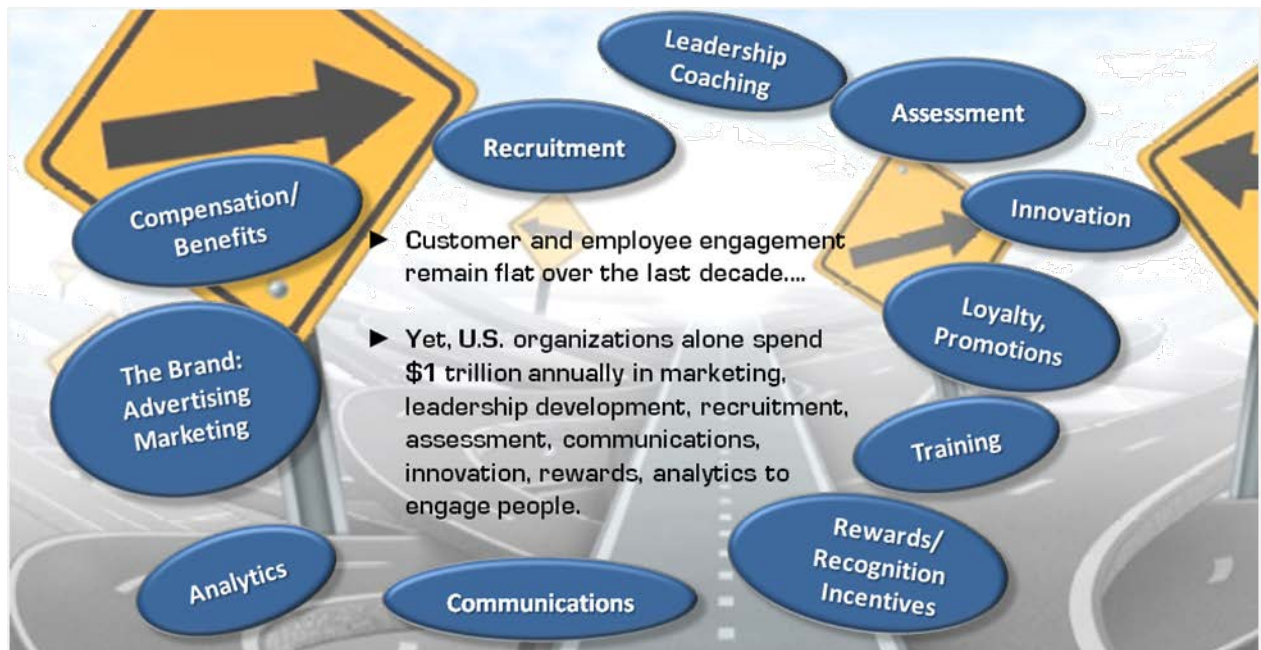 Leadership
Coaching
Assessment
Recruitment
Innovation
Compensation/
Benefits
► Customer and employee engagement
remain flat over the last decade....
Loyalty,
Promotions
► Yet, U.S. organizations alone spend
$1 trillion annually in marketing,
leadership development, recruitment,
assessment, communications,
innovation, rewards, analytics to
engage people.
The Brand:
Advertising
Marketing
Training
Rewards/
Recognition
Incentives
Analytics
Communications